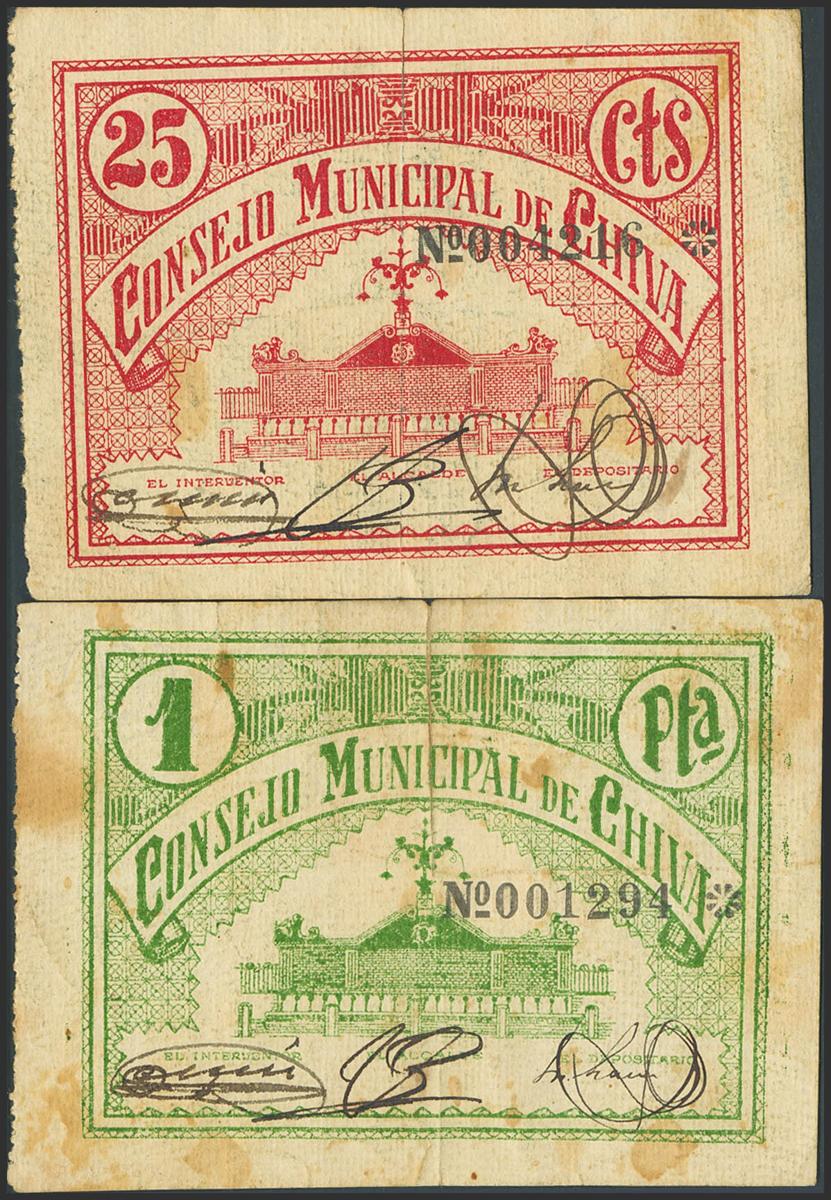 25 Cts
CONSEJO MUNICIPAL DE CHIVA
Nº 004216
EL INTERVENTOR EL ALCALDE EL DEPOSITARIO
1 Pta
CONSEJO MUNICIPAL DE CHIVA
Nº 001294
EL INTERVENTOR EL ALCALDE EL DEPOSITARIO